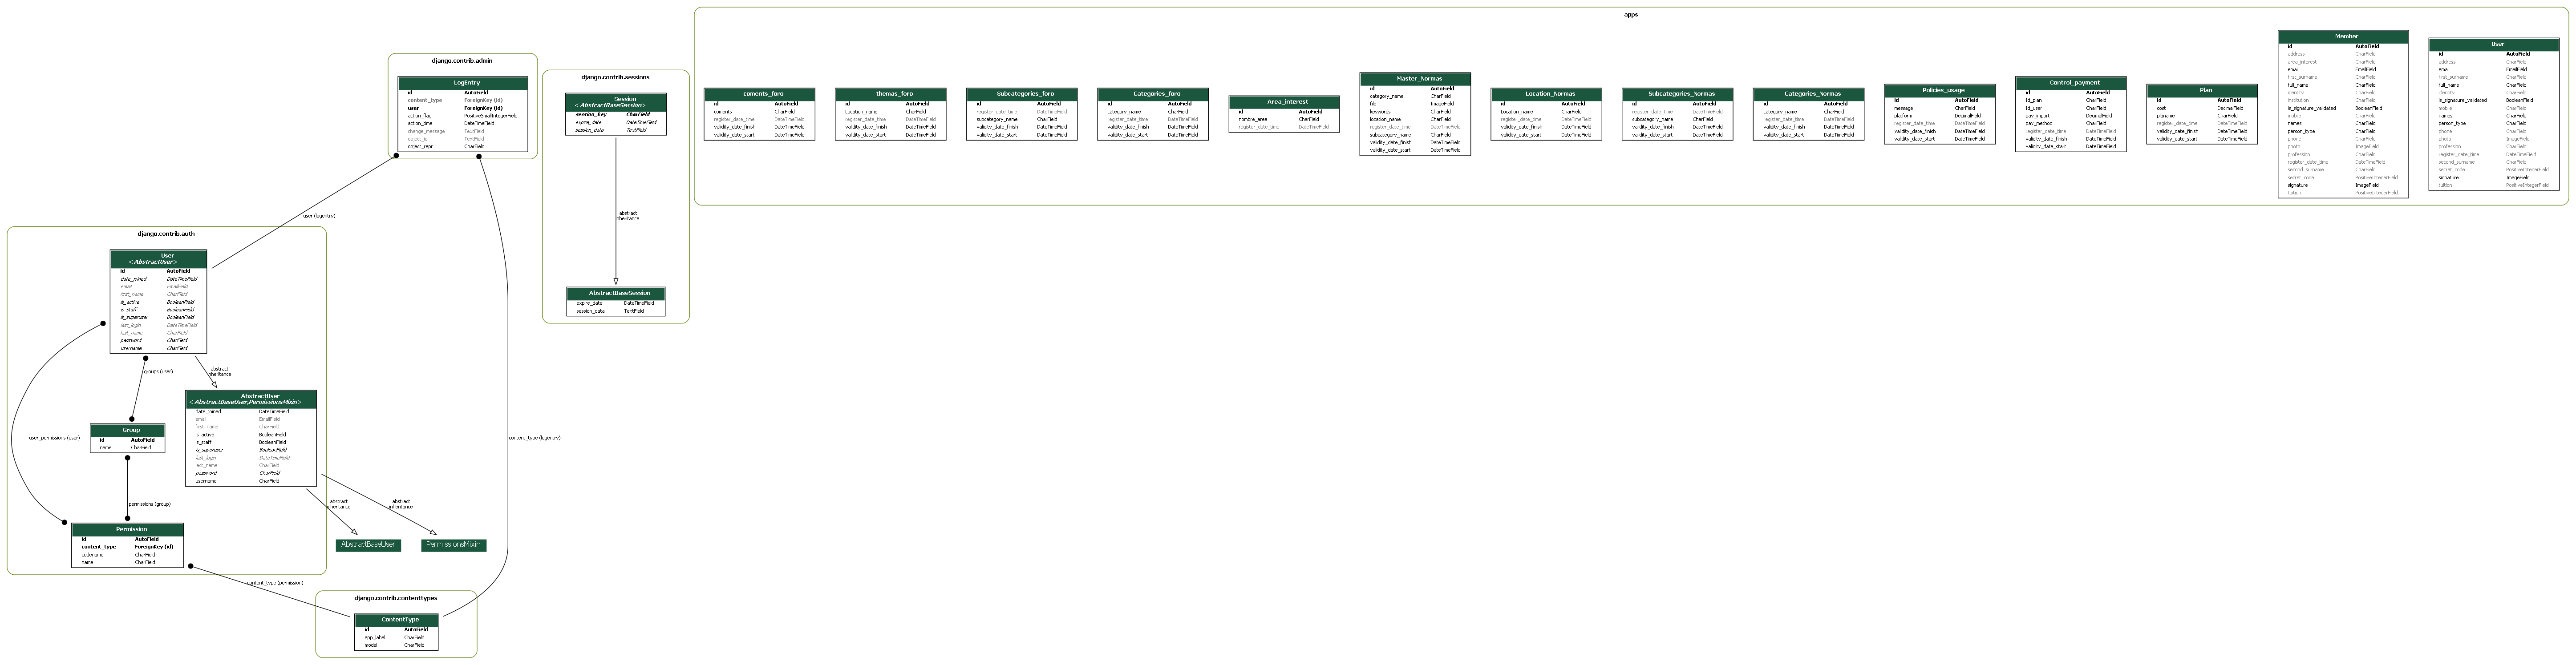 apps
django.contrib.admin
LogEntry
id AutoField
content_type ForeignKey (id)
user ForeignKey (id)
action_flag PositiveSmallIntegerField
action_time DateTimeField
change_message TextField
object_id TextField
object_repr CharField
django.contrib.sessions
Session
<AbstractBaseSession>
session_key CharField
expire_date DateTimeField
session_data TextField
abstract
inheritance
AbstractBaseSession
expire_date DateTimeField
session_data TextField
coments_foro
id AutoField
coments CharField
register_date_time DateTimeField
validity_date_finish DateTimeField
validity_date_start DateTimeField
themas_foro
id AutoField
Location_name CharField
register_date_time DateTimeField
validity_date_finish DateTimeField
validity_date_start DateTimeField
Subcategories_foro
id AutoField
register_date_time DateTimeField
subcategory_name CharField
validity_date_finish DateTimeField
validity_date_start DateTimeField
Categories_foro
id AutoField
category_name CharField
register_date_time DateTimeField
validity_date_finish DateTimeField
validity_date_start DateTimeField
Area_interest
id AutoField
nombre_area CharField
register_date_time DateTimeField
Master_Normas
id AutoField
category_name CharField
file ImageField
keywords CharField
location_name CharField
register_date_time DateTimeField
subcategory_name CharField
validity_date_finish DateTimeField
validity_date_start DateTimeField
Location_Normas
id AutoField
Location_name CharField
register_date_time DateTimeField
validity_date_finish DateTimeField
validity_date_start DateTimeField
Subcategories_Normas
id AutoField
register_date_time DateTimeField
subcategory_name CharField
validity_date_finish DateTimeField
validity_date_start DateTimeField
Categories_Normas
id AutoField
category_name CharField
register_date_time DateTimeField
validity_date_finish DateTimeField
validity_date_start DateTimeField
Policies_usage
id AutoField
message CharField
platform DecimalField
register_date_time DateTimeField
validity_date_finish DateTimeField
validity_date_start DateTimeField
Control_payment
id AutoField
Id_plan CharField
Id_user CharField
pay_import DecimalField
pay_method CharField
register_date_time DateTimeField
validity_date_finish DateTimeField
validity_date_start DateTimeField
Plan
id AutoField
cost DecimalField
planame CharField
register_date_time DateTimeField
validity_date_finish DateTimeField
validity_date_start DateTimeField
Member
id AutoField
address CharField
area_interest CharField
email EmailField
first_surname CharField
full_name CharField
identity CharField
institution CharField
is_signature_validated BooleanField
mobile CharField
names CharField
person_type CharField
phone CharField
photo ImageField
profession CharField
register_date_time DateTimeField
second_surname CharField
secret_code PositiveIntegerField
signature ImageField
tuition PositiveIntegerField
User
id AutoField
address CharField
email EmailField
first_surname CharField
full_name CharField
identity CharField
is_signature_validated BooleanField
mobile CharField
names CharField
person_type CharField
phone CharField
photo ImageField
profession CharField
register_date_time DateTimeField
second_surname CharField
secret_code PositiveIntegerField
signature ImageField
tuition PositiveIntegerField
user (logentry)
django.contrib.auth
User
<AbstractUser>
id AutoField
date_joined DateTimeField
email EmailField
first_name CharField
is_active BooleanField
is_staff BooleanField
is_superuser BooleanField
last_login DateTimeField
last_name CharField
password CharField
username CharField
groups (user)
abstract
inheritance
AbstractUser
<AbstractBaseUser,PermissionsMixin>
date_joined DateTimeField
email EmailField
first_name CharField
is_active BooleanField
is_staff BooleanField
is_superuser BooleanField
last_login DateTimeField
last_name CharField
password CharField
username CharField
user_permissions (user)
Group
id AutoField
name CharField
content_type (logentry)
permissions (group)
abstract
inheritance
abstract
inheritance
Permission
id AutoField
content_type ForeignKey (id)
codename CharField
name CharField
AbstractBaseUser
PermissionsMixin
content_type (permission)
django.contrib.contenttypes
ContentType
id AutoField
app_label CharField
model CharField